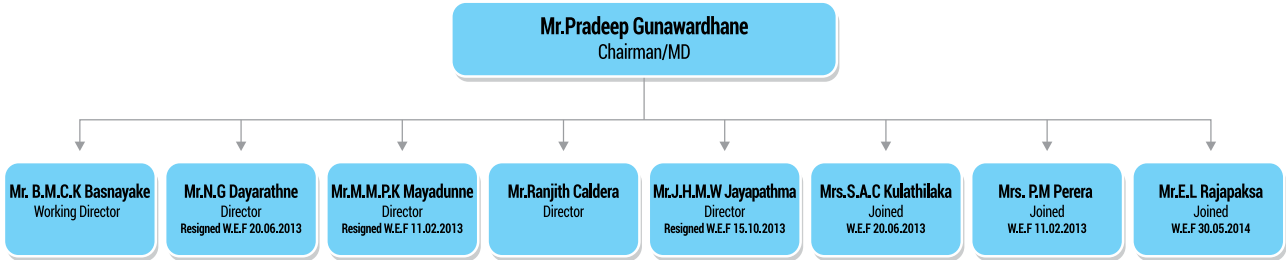 Mr.Pradeep Gunawardhane
Chairman/MD
Mr. B.M.C.K Basnayake
Working Director
Mr.N.G Dayarathne
Director
Resigned W.E.F 20.06.2013
Mr.M.M.P.K Mayadunne
Director
Resigned W.E.F 11.02.2013
Mr.Ranjith Caldera
Director
Mr.J.H.M.W Jayapathma
Director
Resigned W.E.F 15.10.2013
Mrs.S.A.C Kulathilaka
Joined
W.E.F 20.06.2013
Mrs. P.M Perera
Joined
W.E.F 11.02.2013
Mr.E.L Rajapaksa
Joined
W.E.F 30.05.2014